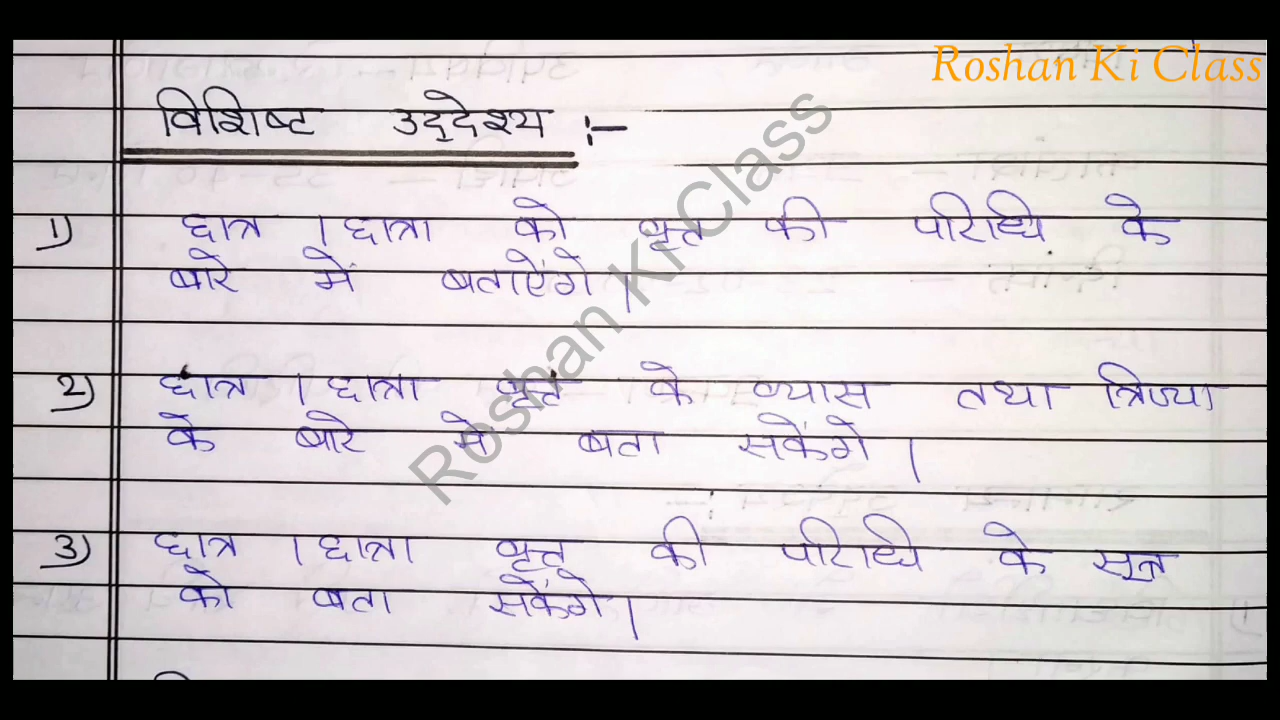 Roshan Ki Class
विशिष्ट उद्देश्य :-
1) छात्र । छात्रा को वृत्त की परिधि के
बारे में बताऐंगे ।
2) छात्र । छात्रा वृत्त के व्यास तथा त्रिज्या
के बारे मे बता सकेंगे ।
3) छात्र । छात्रा वृत्त की परिधि के सूत्र
को बता सकेंगे ।
Roshan Ki Class